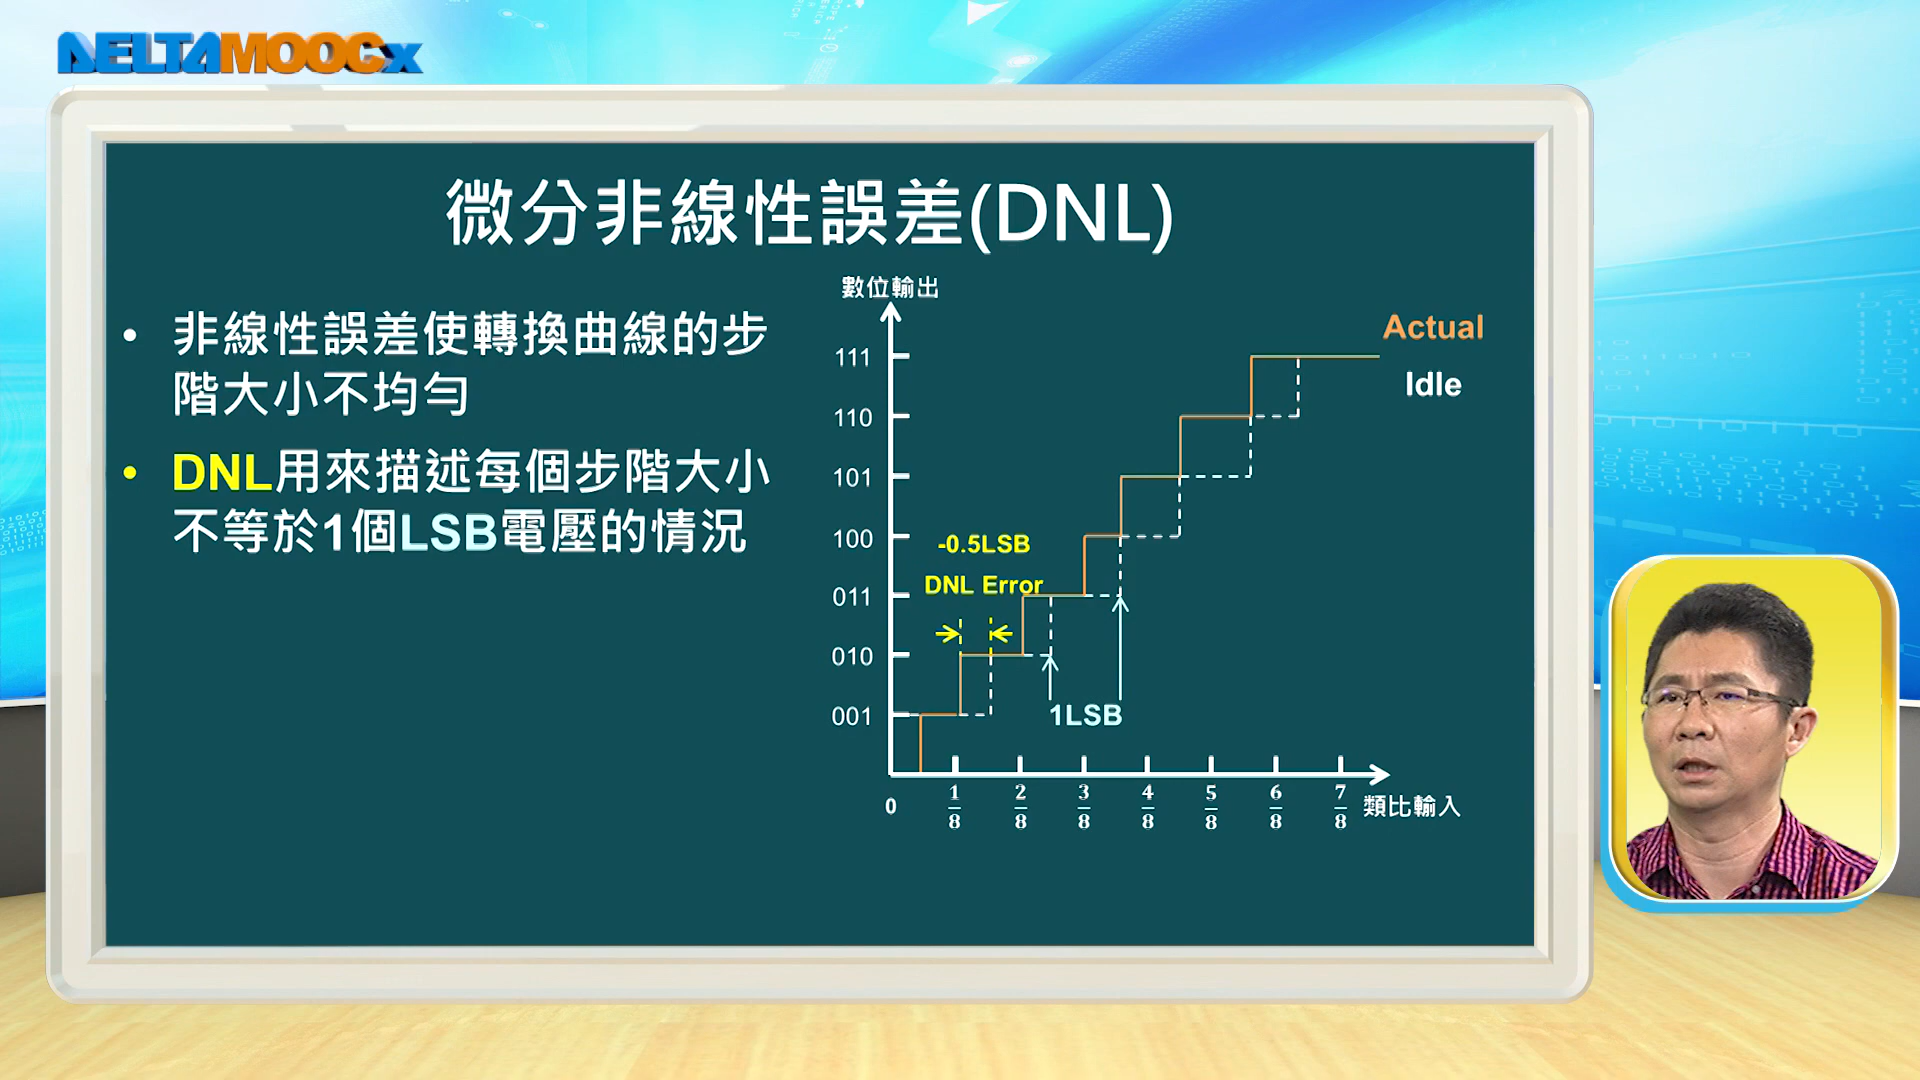 DELTAMOOCx
微分非線性誤差(DNL)
• 非線性誤差使轉換曲線的步
階大小不均勻
• DNL用來描述每個步階大小
不等於1個LSB電壓的情況
數位輸出
111
110
101
100
011
010
001
Actual
Idle
-0.5LSB
DNL Error
1LSB
0
1/8
2/8
3/8
4/8
5/8
6/8
7/8
類比輸入